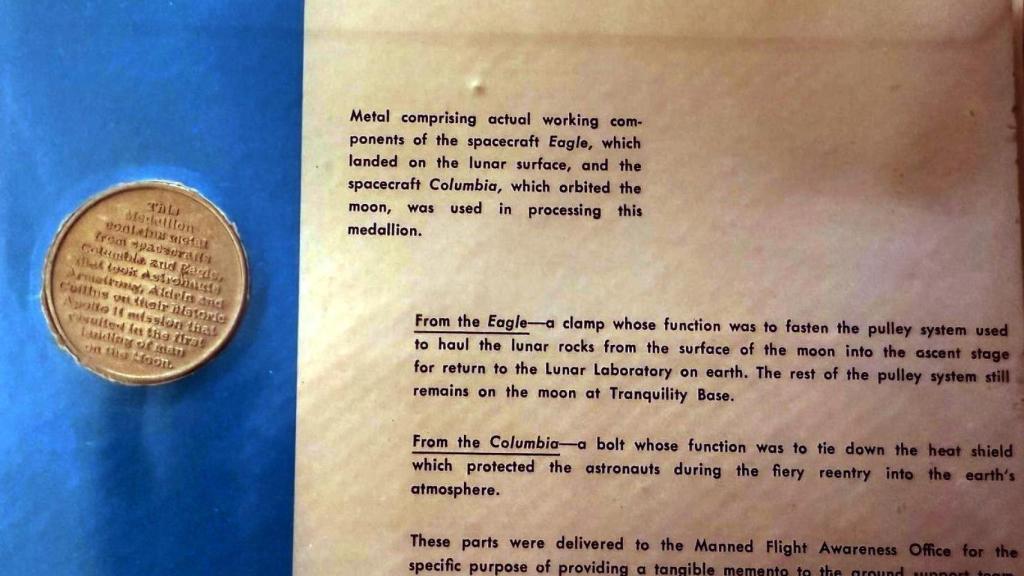 This
Medallion
contains metal
from spacecrafts
Columbia and Eagle,
that took Astronauts
Armstrong, Aldrin and
Collins on their historic
Apollo 11 mission that
resulted in the first
landing of man
on the Moon.
Metal comprising actual working com-
ponents of the spacecraft Eagle, which
landed on the lunar surface, and the
spacecraft Columbia, which orbited the
moon, was used in processing this
medallion.
From the Eagle—a clamp whose function was to fasten the pulley system used
to haul the lunar rocks from the surface of the moon into the ascent stage
for return to the Lunar Laboratory on earth. The rest of the pulley system still
remains on the moon at Tranquility Base.
From the Columbia—a bolt whose function was to tie down the heat shield
which protected the astronauts during the fiery reentry into the earth's
atmosphere.
These parts were delivered to the Manned Flight Awareness Office for the
specific purpose of providing a tangible memento to the ground support team